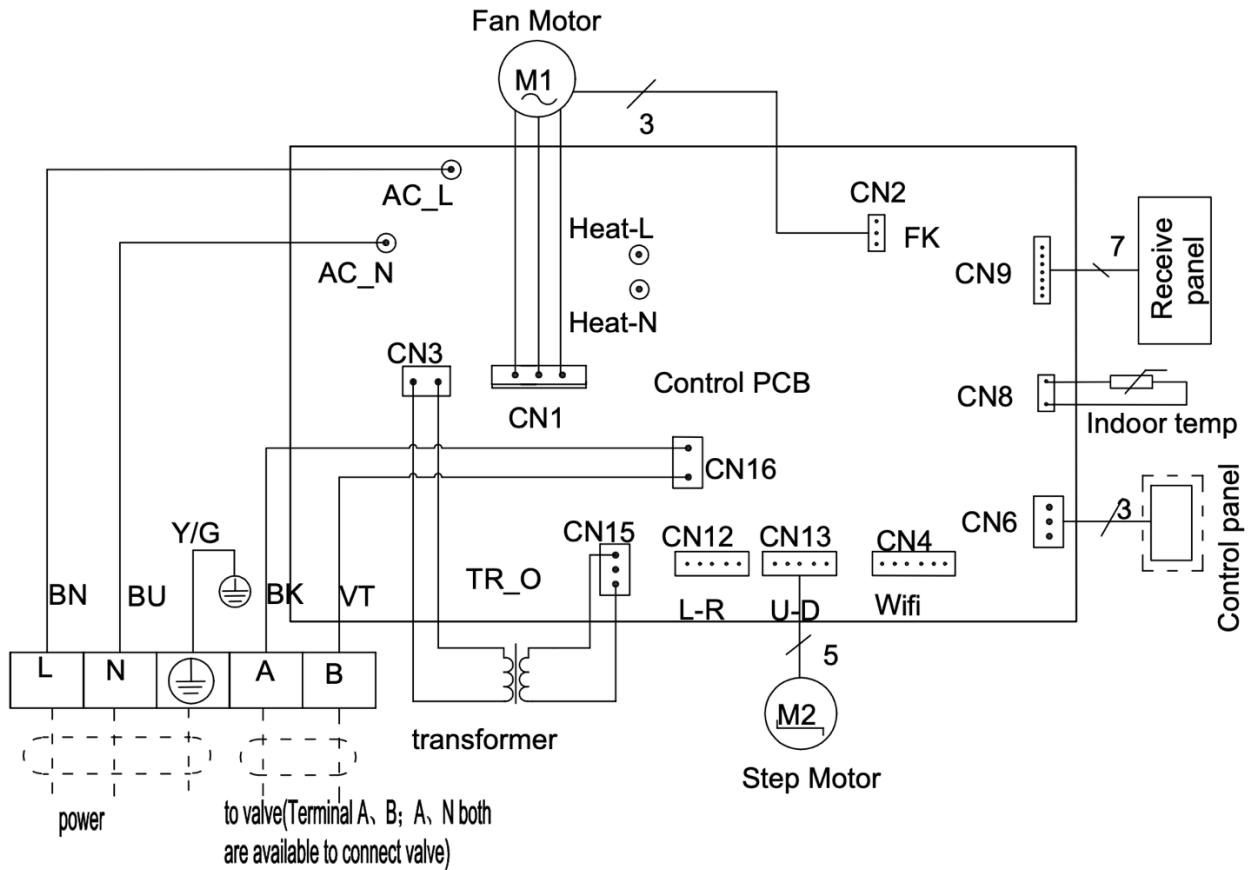 Fan Motor
M1
3
AC_L
CN2
Heat-L
FK
7
Receive
panel
AC_N
CN9
Heat-N
CN3
Control PCB
CN8
CN1
Indoor temp
CN16
Control panel
Y/G
CN6
3
CN15
CN12
CN13
CN4
BN
BU
BK
VT
TR_O
L-R
U-D
Wifi
L
N
A
B
5
M2
transformer
Step Motor
power
to valve(Terminal A、B; A、N both
are available to connect valve)